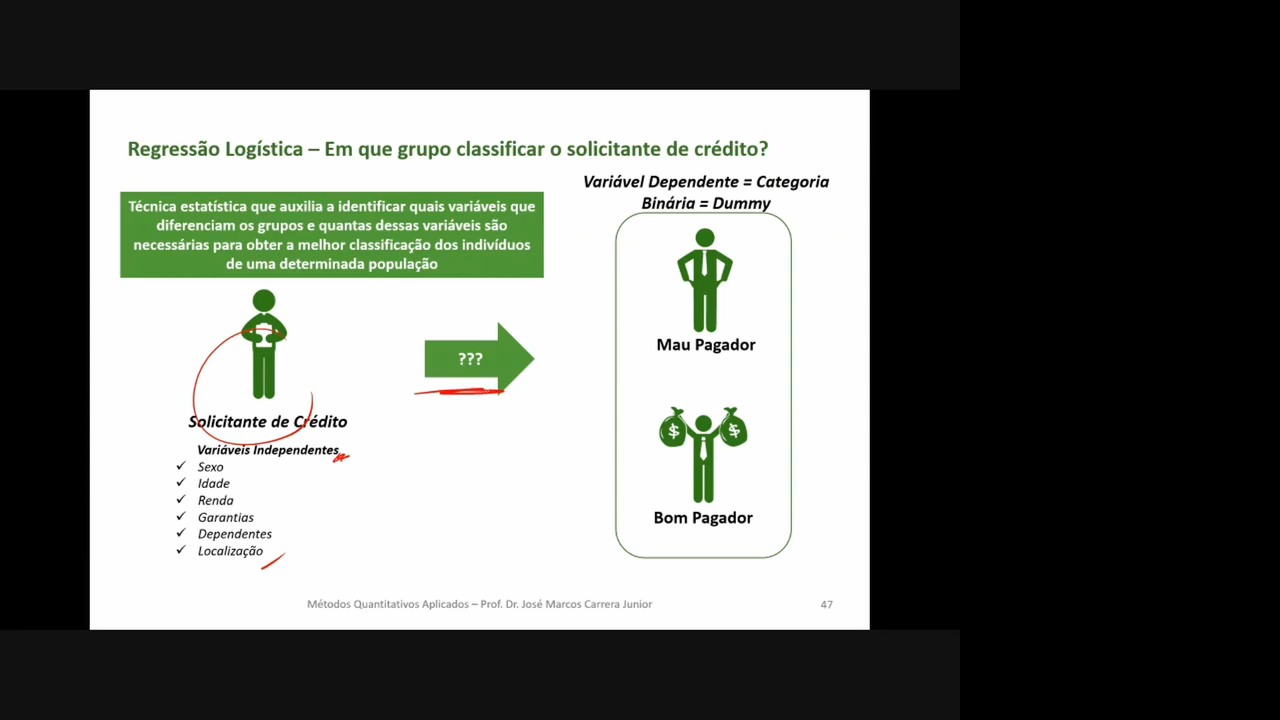 Regressão Logística – Em que grupo classificar o solicitante de crédito?
Técnica estatística que auxilia a identificar quais variáveis que
diferenciam os grupos e quantas dessas variáveis são
necessárias para obter a melhor classificação dos indivíduos
de uma determinada população
Solicitante de Crédito
Variáveis Independentes
✓ Sexo
✓ Idade
✓ Renda
✓ Garantias
✓ Dependentes
✓ Localização
???
Variável Dependente = Categoria
Binária = Dummy
Mau Pagador
$ $
Bom Pagador
Métodos Quantitativos Aplicados – Prof. Dr. José Marcos Carrera Junior
47